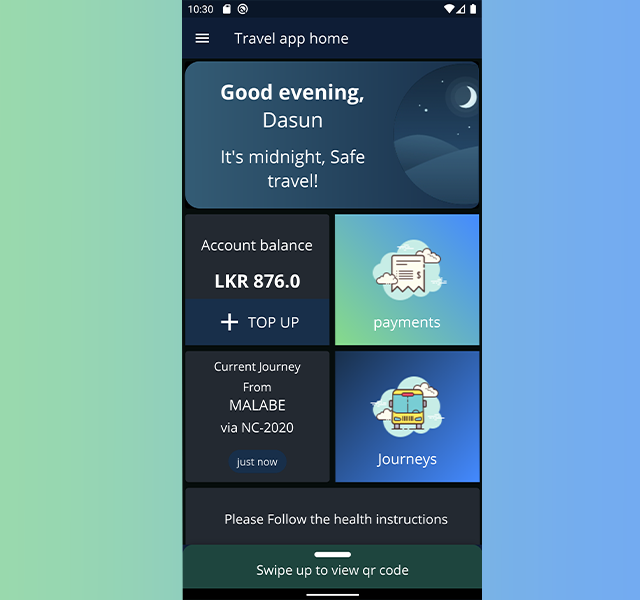 10:30
Travel app home
Good evening,
Dasun
It's midnight, Safe
travel!
Account balance
LKR 876.0
TOP UP
payments
Current Journey
From
MALABE
via NC-2020
just now
Journeys
Please Follow the health instructions
Swipe up to view qr code